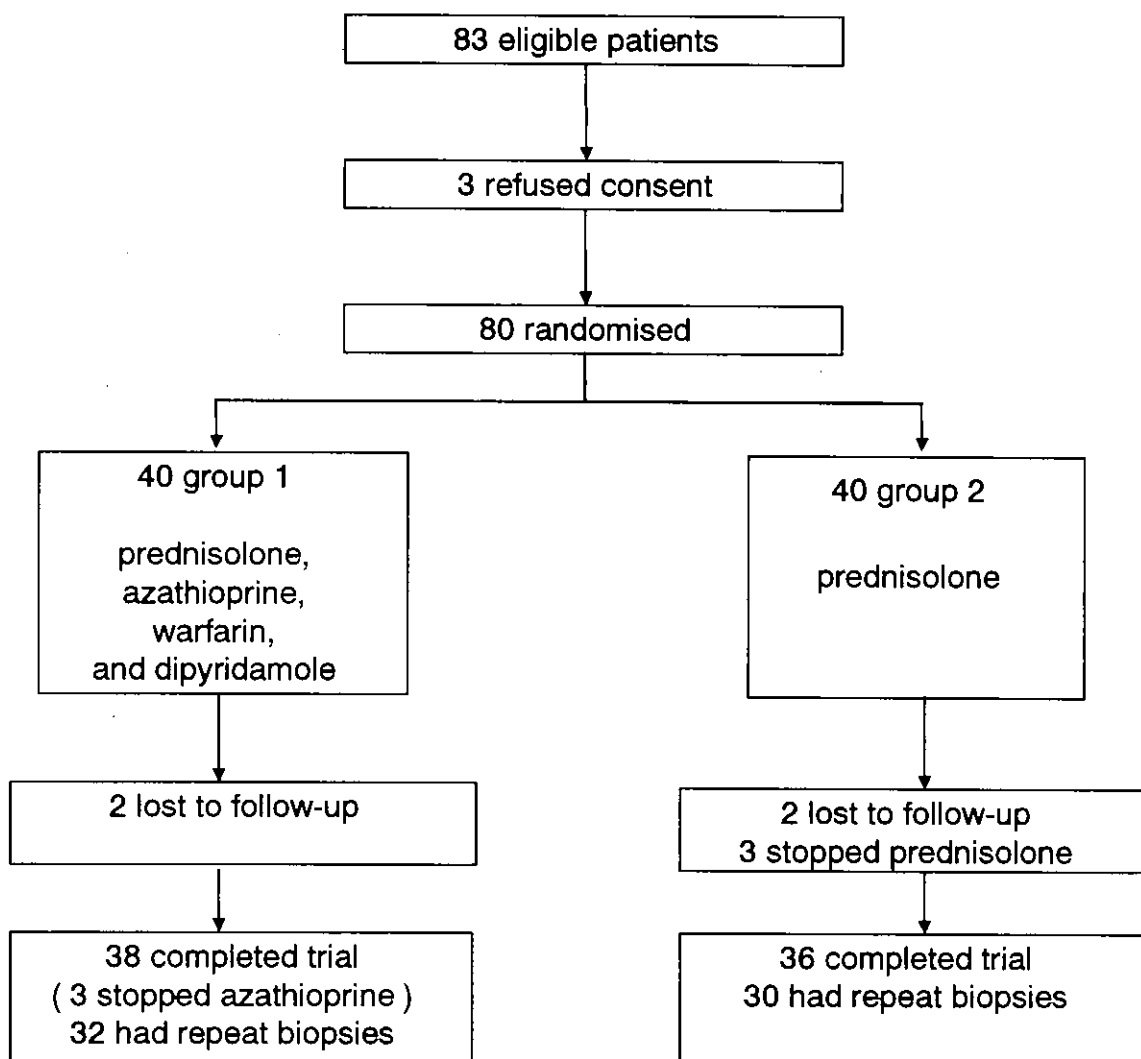 83 eligible patients
3 refused consent
80 randomised
40 group 1
prednisolone,
azathioprine,
warfarin,
and dipyridamole
40 group 2
prednisolone
2 lost to follow-up
2 lost to follow-up
3 stopped prednisolone
38 completed trial
( 3 stopped azathioprine )
32 had repeat biopsies
36 completed trial
30 had repeat biopsies